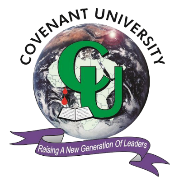 COVENANT UNIVERSITY
CU
Raising A New Generation Of Leaders